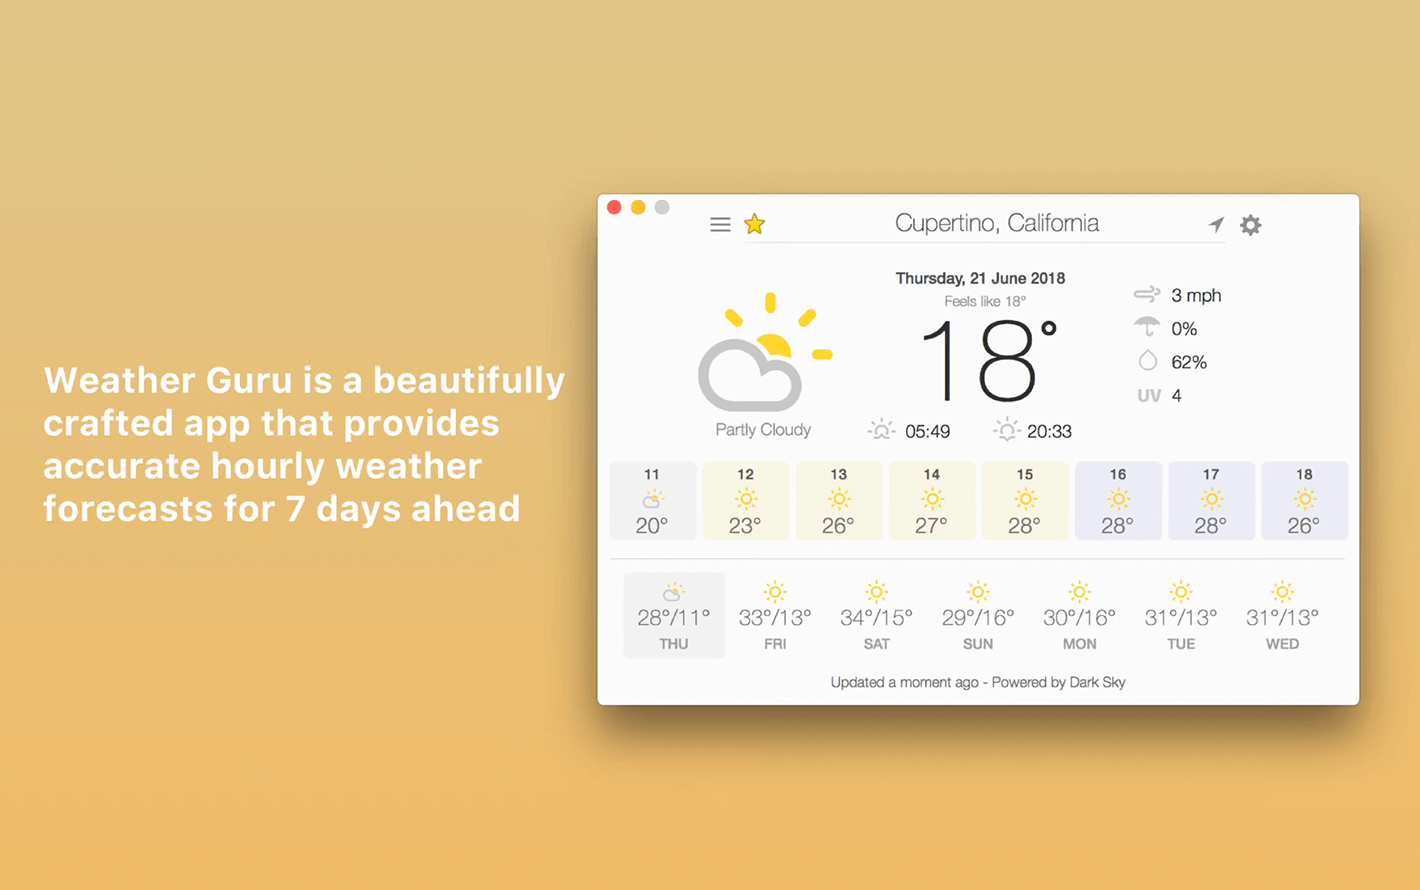 Weather Guru is a beautifully
crafted app that provides
accurate hourly weather
forecasts for 7 days ahead
Cupertino, California
Thursday, 21 June 2018
Feels like 18°
18°
Partly Cloudy
05:49 20:33
3 mph
0%
62%
UV 4
11 12 13 14 15 16 17 18
20° 23° 26° 27° 28° 28° 28° 26°
28°/11° 33°/13° 34°/15° 29°/16° 30°/16° 31°/13° 31°/13°
THU FRI SAT SUN MON TUE WED
Updated a moment ago - Powered by Dark Sky